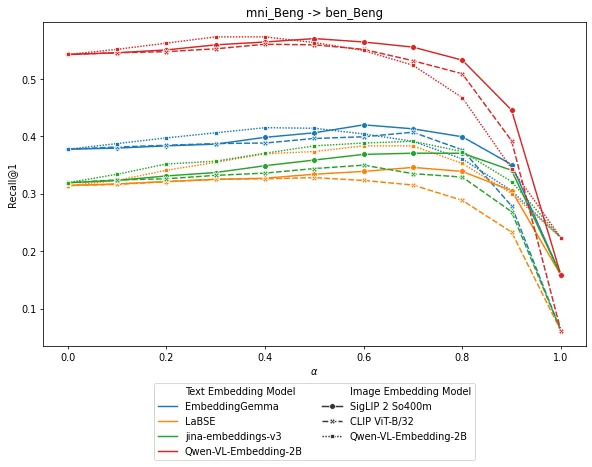 mni_Beng -> ben_Beng
Recall@1
0.5
0.4
0.3
0.2
0.1
0.0 0.2 0.4 0.6 0.8 1.0
α
Text Embedding Model Image Embedding Model
EmbeddingGemma SigLIP 2 So400m
LaBSE CLIP ViT-B/32
jina-embeddings-v3 Qwen-VL-Embedding-2B
Qwen-VL-Embedding-2B